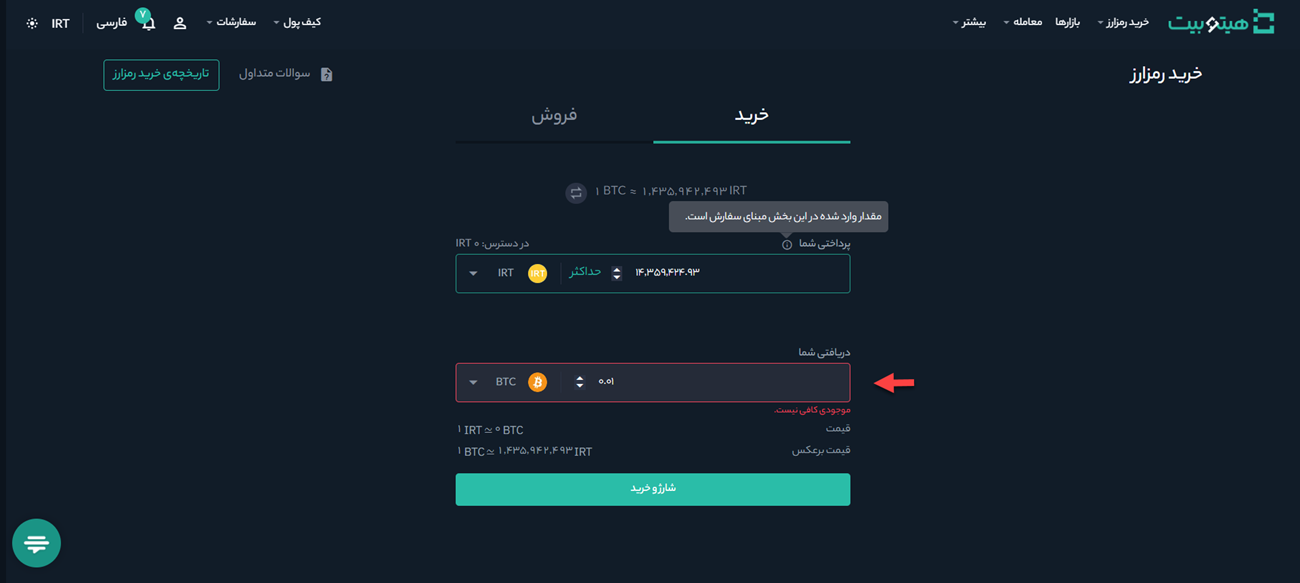 هیتوبیت
خرید رمزارز
بازارها
معامله
بیشتر
کیف پول
سفارشات
۷
فارسی
IRT
خرید رمزارز
سوالات متداول
تاریخچه‌ی خرید رمزارز
خرید
فروش
۱ BTC ≈ ۱,۴۳۵,۹۴۲,۴۹۳ IRT
مقدار وارد شده در این بخش مبنای سفارش است.
پرداختی شما
در دسترس: ۰ IRT
۱۴,۳۵۹,۴۲۴.۹۳
حداکثر
IRT
IRT
دریافتی شما
۰.۰۱
BTC
موجودی کافی نیست.
قیمت
۱ IRT ≃ ۰ BTC
قیمت برعکس
۱ BTC ≃ ۱,۴۳۵,۹۴۲,۴۹۳ IRT
شارژ و خرید